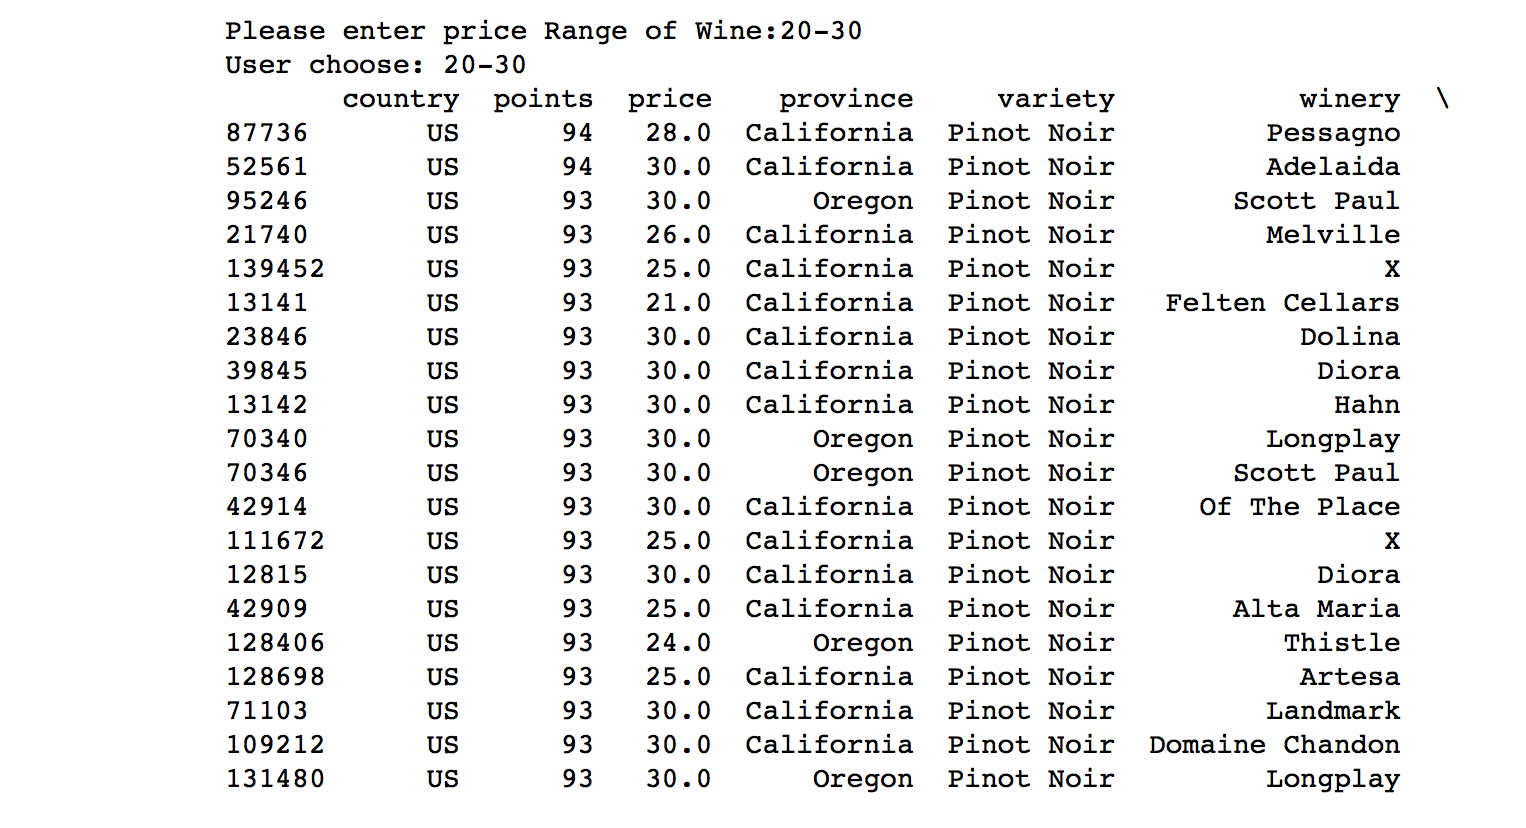 Please enter price Range of Wine:20-30
User choose: 20-30
country points price province variety winery \
87736 US 94 28.0 California Pinot Noir Pessagno
52561 US 94 30.0 California Pinot Noir Adelaida
95246 US 93 30.0 Oregon Pinot Noir Scott Paul
21740 US 93 26.0 California Pinot Noir Melville
139452 US 93 25.0 California Pinot Noir X
13141 US 93 21.0 California Pinot Noir Felten Cellars
23846 US 93 30.0 California Pinot Noir Dolina
39845 US 93 30.0 California Pinot Noir Diora
13142 US 93 30.0 California Pinot Noir Hahn
70340 US 93 30.0 Oregon Pinot Noir Longplay
70346 US 93 30.0 Oregon Pinot Noir Scott Paul
42914 US 93 30.0 California Pinot Noir Of The Place
111672 US 93 25.0 California Pinot Noir X
12815 US 93 30.0 California Pinot Noir Diora
42909 US 93 25.0 California Pinot Noir Alta Maria
128406 US 93 24.0 Oregon Pinot Noir Thistle
128698 US 93 25.0 California Pinot Noir Artesa
71103 US 93 30.0 California Pinot Noir Landmark
109212 US 93 30.0 California Pinot Noir Domaine Chandon
131480 US 93 30.0 Oregon Pinot Noir Longplay